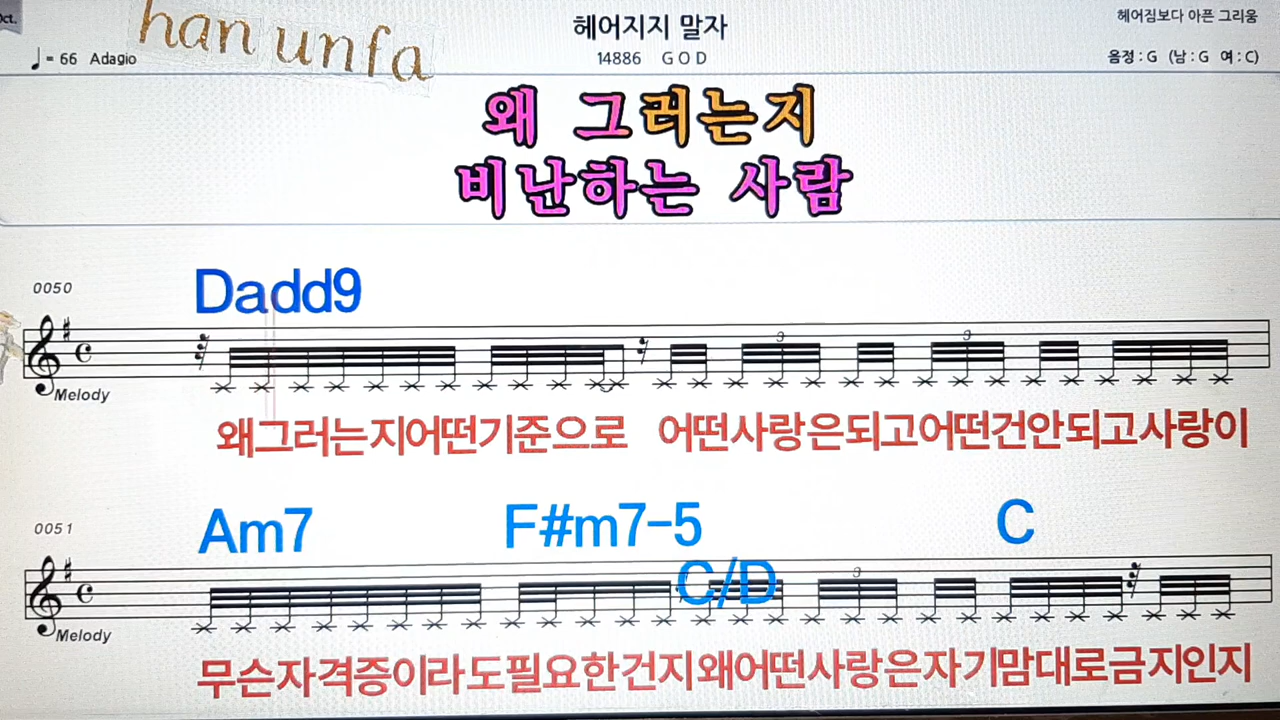 Oct.
han unfa
헤어지지 말자
헤어짐보다 아픈 그리움
♩= 66 Adagio
14886 G O D
음정 : G (남 : G 여 : C)
왜 그러는지
비난하는 사람
0050
Dadd9
3 3
Melody
왜그러는지어떤기준으로 어떤사랑은되고어떤건안되고사랑이
0051
Am7 F#m7-5 C
C/D
3
Melody
무슨자격증이라도필요한건지왜어떤사랑은자기맘대로금지인지